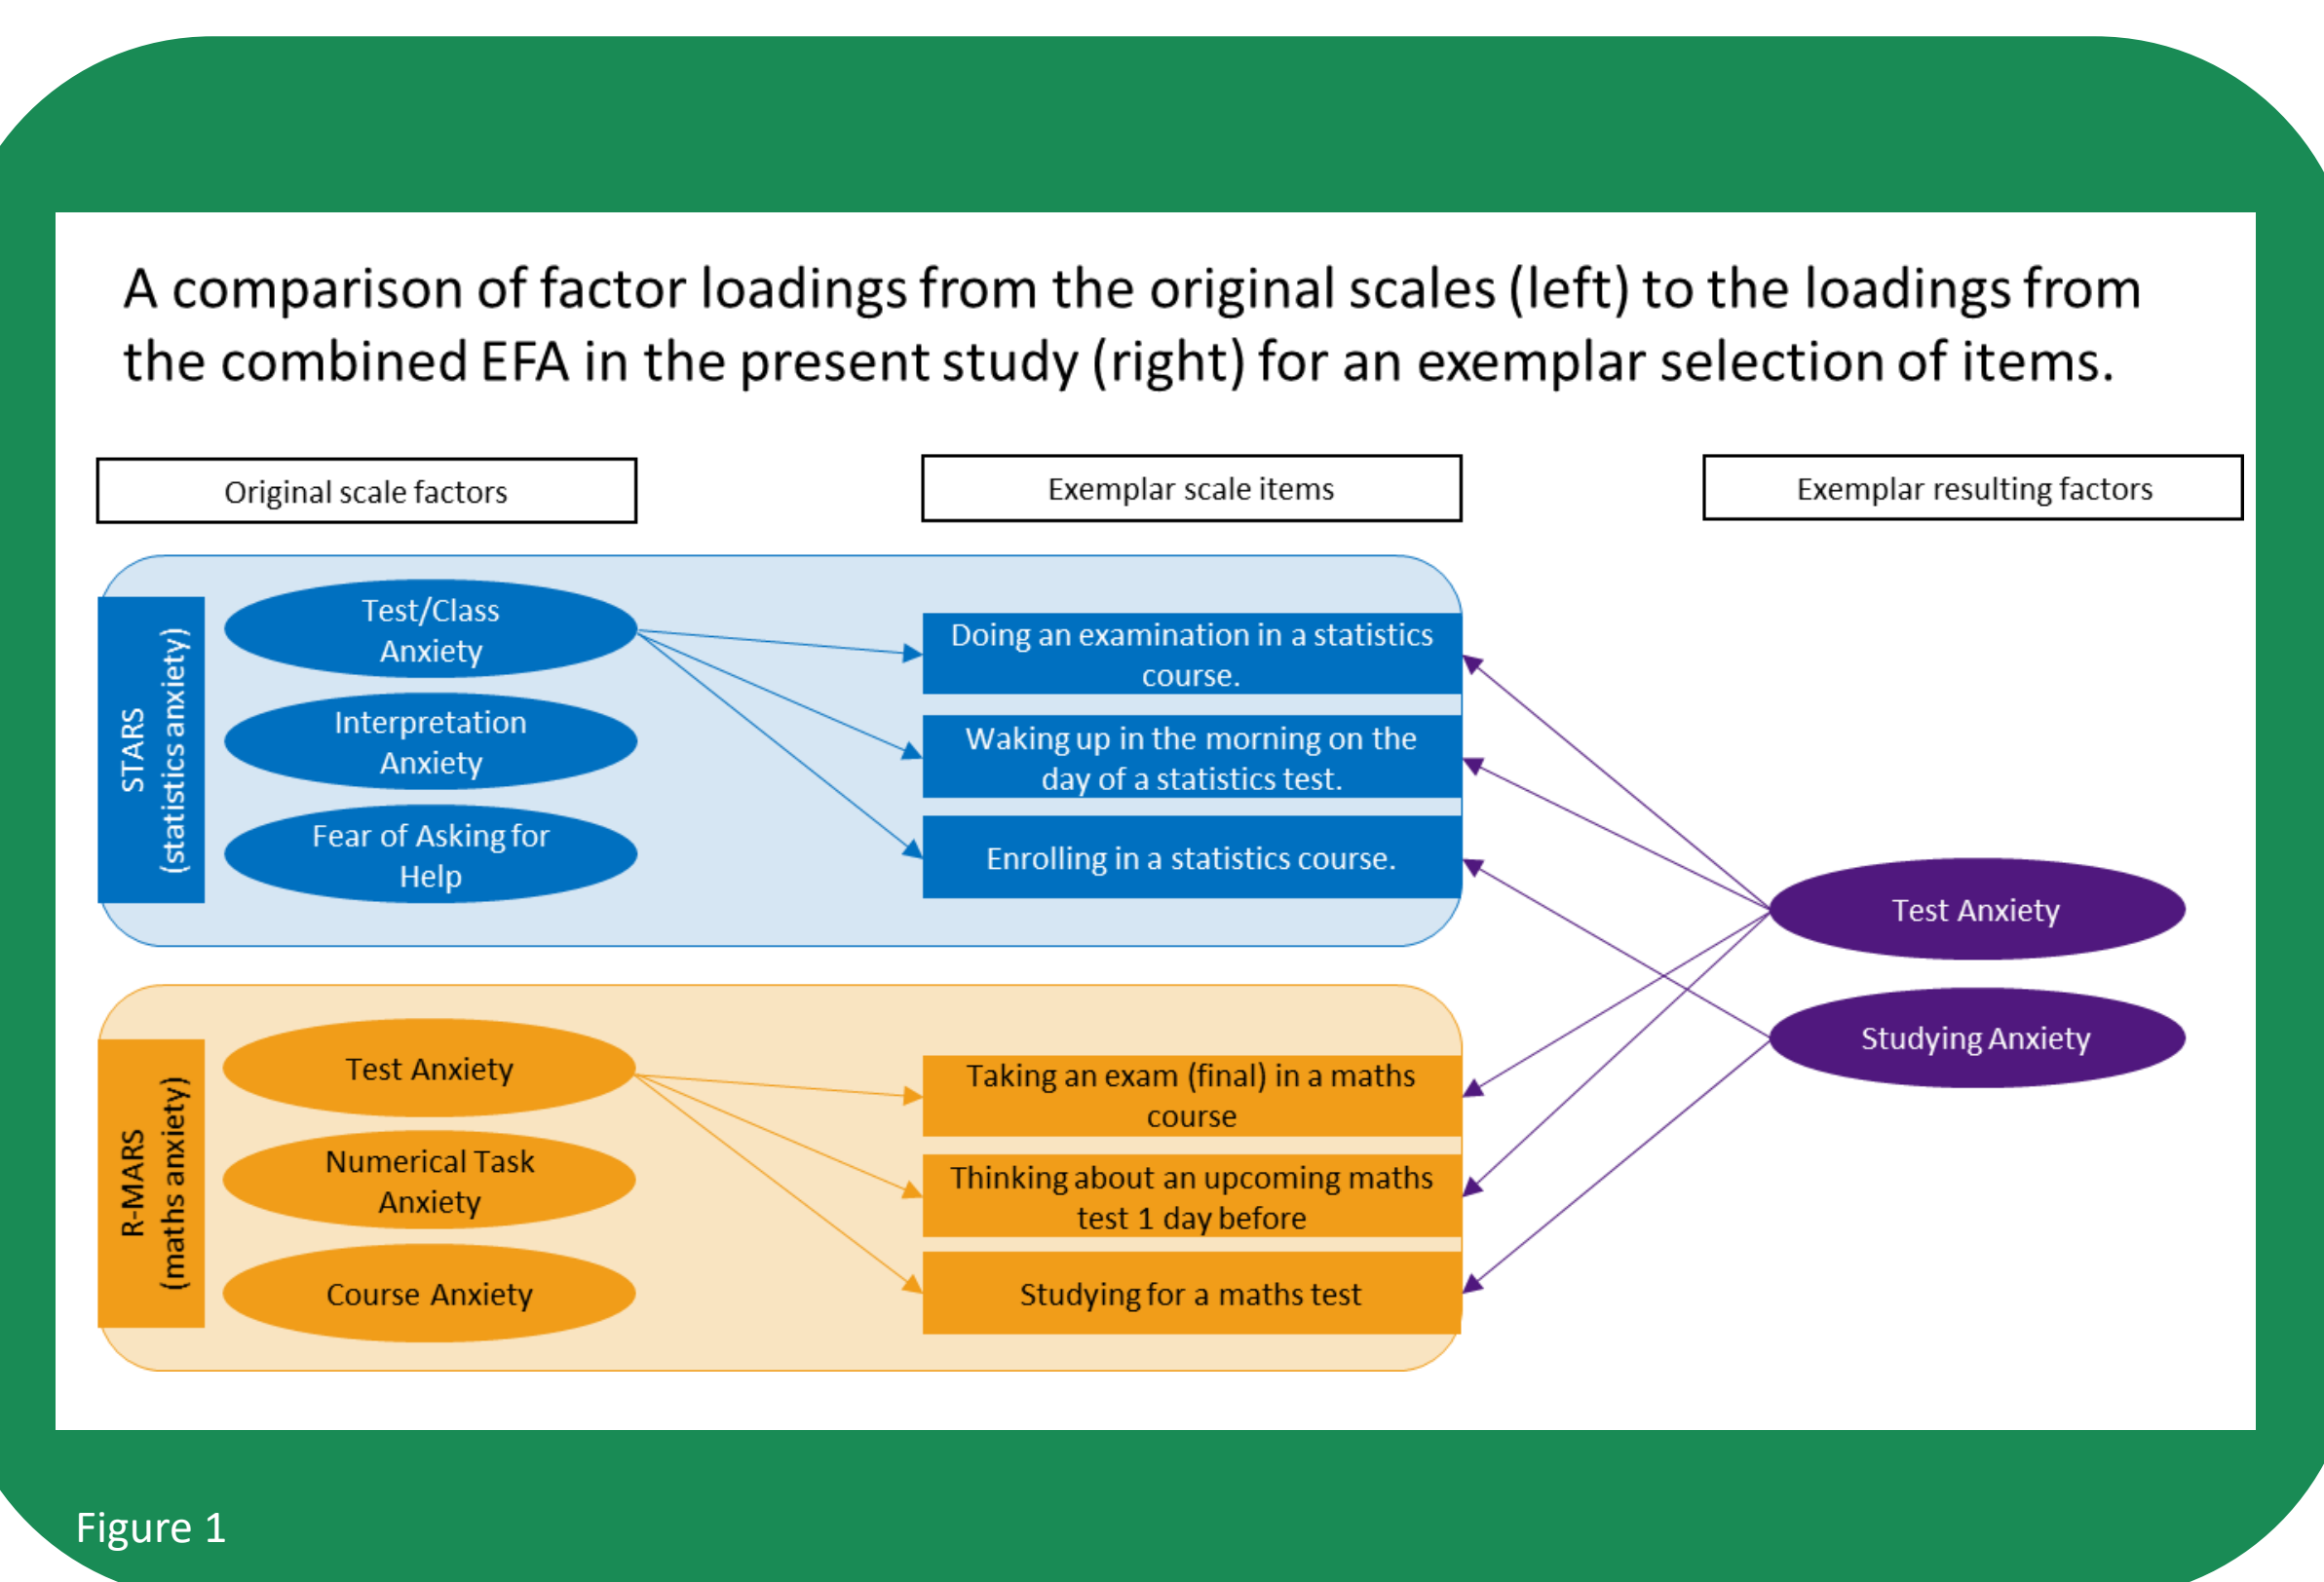 A comparison of factor loadings from the original scales (left) to the loadings from
the combined EFA in the present study (right) for an exemplar selection of items.
Original scale factors
Exemplar scale items
Exemplar resulting factors
STARS
(statistics anxiety)
Test/Class
Anxiety
Interpretation
Anxiety
Fear of Asking for
Help
Doing an examination in a statistics
course.
Waking up in the morning on the
day of a statistics test.
Enrolling in a statistics course.
R-MARS
(maths anxiety)
Test Anxiety
Numerical Task
Anxiety
Course Anxiety
Taking an exam (final) in a maths
course
Thinking about an upcoming maths
test 1 day before
Studying for a maths test
Test Anxiety
Studying Anxiety
Figure 1